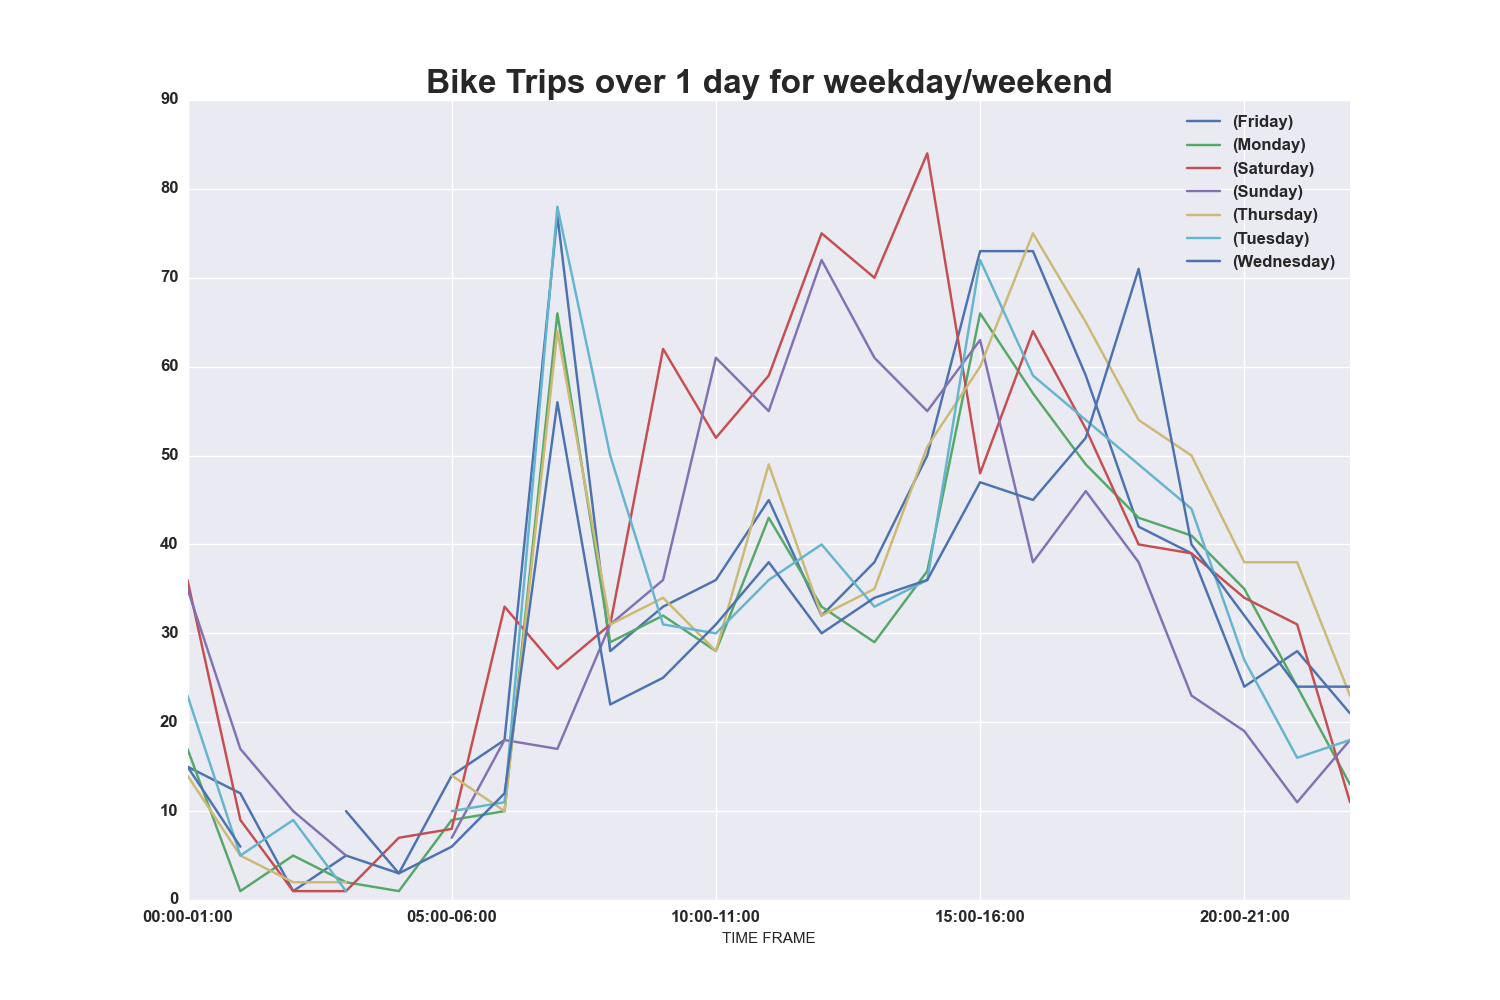 Bike Trips over 1 day for weekday/weekend
90
80
70
60
50
40
30
20
10
0
(Friday)
(Monday)
(Saturday)
(Sunday)
(Thursday)
(Tuesday)
(Wednesday)
00:00-01:00 05:00-06:00 10:00-11:00 15:00-16:00 20:00-21:00
TIME FRAME